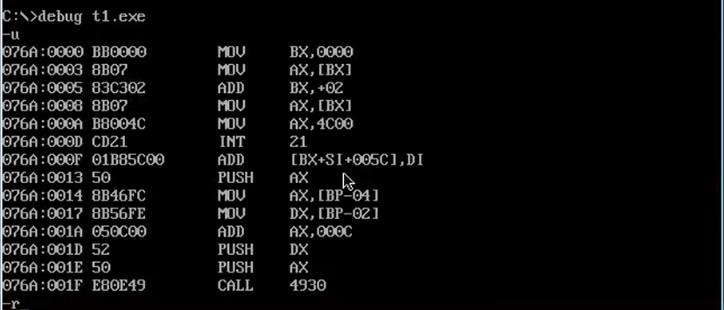 C:\>debug t1.exe
-u
076A:0000 BB0000 MOV BX,0000
076A:0003 8B07 MOV AX,[BX]
076A:0005 83C302 ADD BX,+02
076A:0008 8B07 MOV AX,[BX]
076A:000A B8004C MOV AX,4C00
076A:000D CD21 INT 21
076A:000F 01B85C00 ADD [BX+SI+005C],DI
076A:0013 50 PUSH AX
076A:0014 8B46FC MOV AX,[BP-04]
076A:0017 8B56FE MOV DX,[BP-02]
076A:001A 050C00 ADD AX,000C
076A:001D 52 PUSH DX
076A:001E 50 PUSH AX
076A:001F E80E49 CALL 4930
-r_